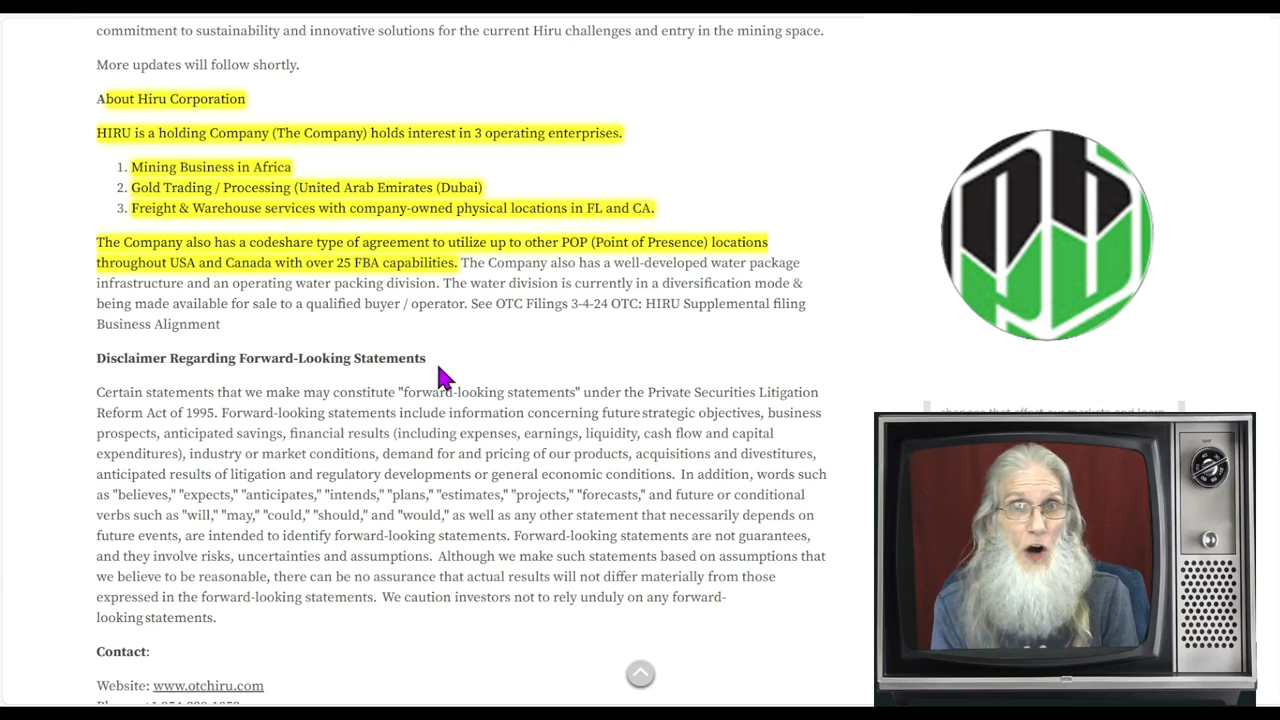 commitment to sustainability and innovative solutions for the current Hiru challenges and entry in the mining space.
More updates will follow shortly.
About Hiru Corporation
HIRU is a holding Company (The Company) holds interest in 3 operating enterprises.
1. Mining Business in Africa
2. Gold Trading / Processing (United Arab Emirates (Dubai)
3. Freight & Warehouse services with company-owned physical locations in FL and CA.
The Company also has a codeshare type of agreement to utilize up to other POP (Point of Presence) locations
throughout USA and Canada with over 25 FBA capabilities. The Company also has a well-developed water package
infrastructure and an operating water packing division. The water division is currently in a diversification mode &
being made available for sale to a qualified buyer / operator. See OTC Filings 3-4-24 OTC: HIRU Supplemental filing
Business Alignment
Disclaimer Regarding Forward-Looking Statements
Certain statements that we make may constitute "forward-looking statements" under the Private Securities Litigation
Reform Act of 1995. Forward-looking statements include information concerning future strategic objectives, business
prospects, anticipated savings, financial results (including expenses, earnings, liquidity, cash flow and capital
expenditures), industry or market conditions, demand for and pricing of our products, acquisitions and divestitures,
anticipated results of litigation and regulatory developments or general economic conditions. In addition, words such
as "believes," "expects," "anticipates," "intends," "plans," "estimates," "projects," "forecasts," and future or conditional
verbs such as "will," "may," "could," "should," and "would," as well as any other statement that necessarily depends on
future events, are intended to identify forward-looking statements. Forward-looking statements are not guarantees,
and they involve risks, uncertainties and assumptions. Although we make such statements based on assumptions that
we believe to be reasonable, there can be no assurance that actual results will not differ materially from those
expressed in the forward-looking statements. We caution investors not to rely unduly on any forward-
looking statements.
Contact:
Website: www.otchiru.com